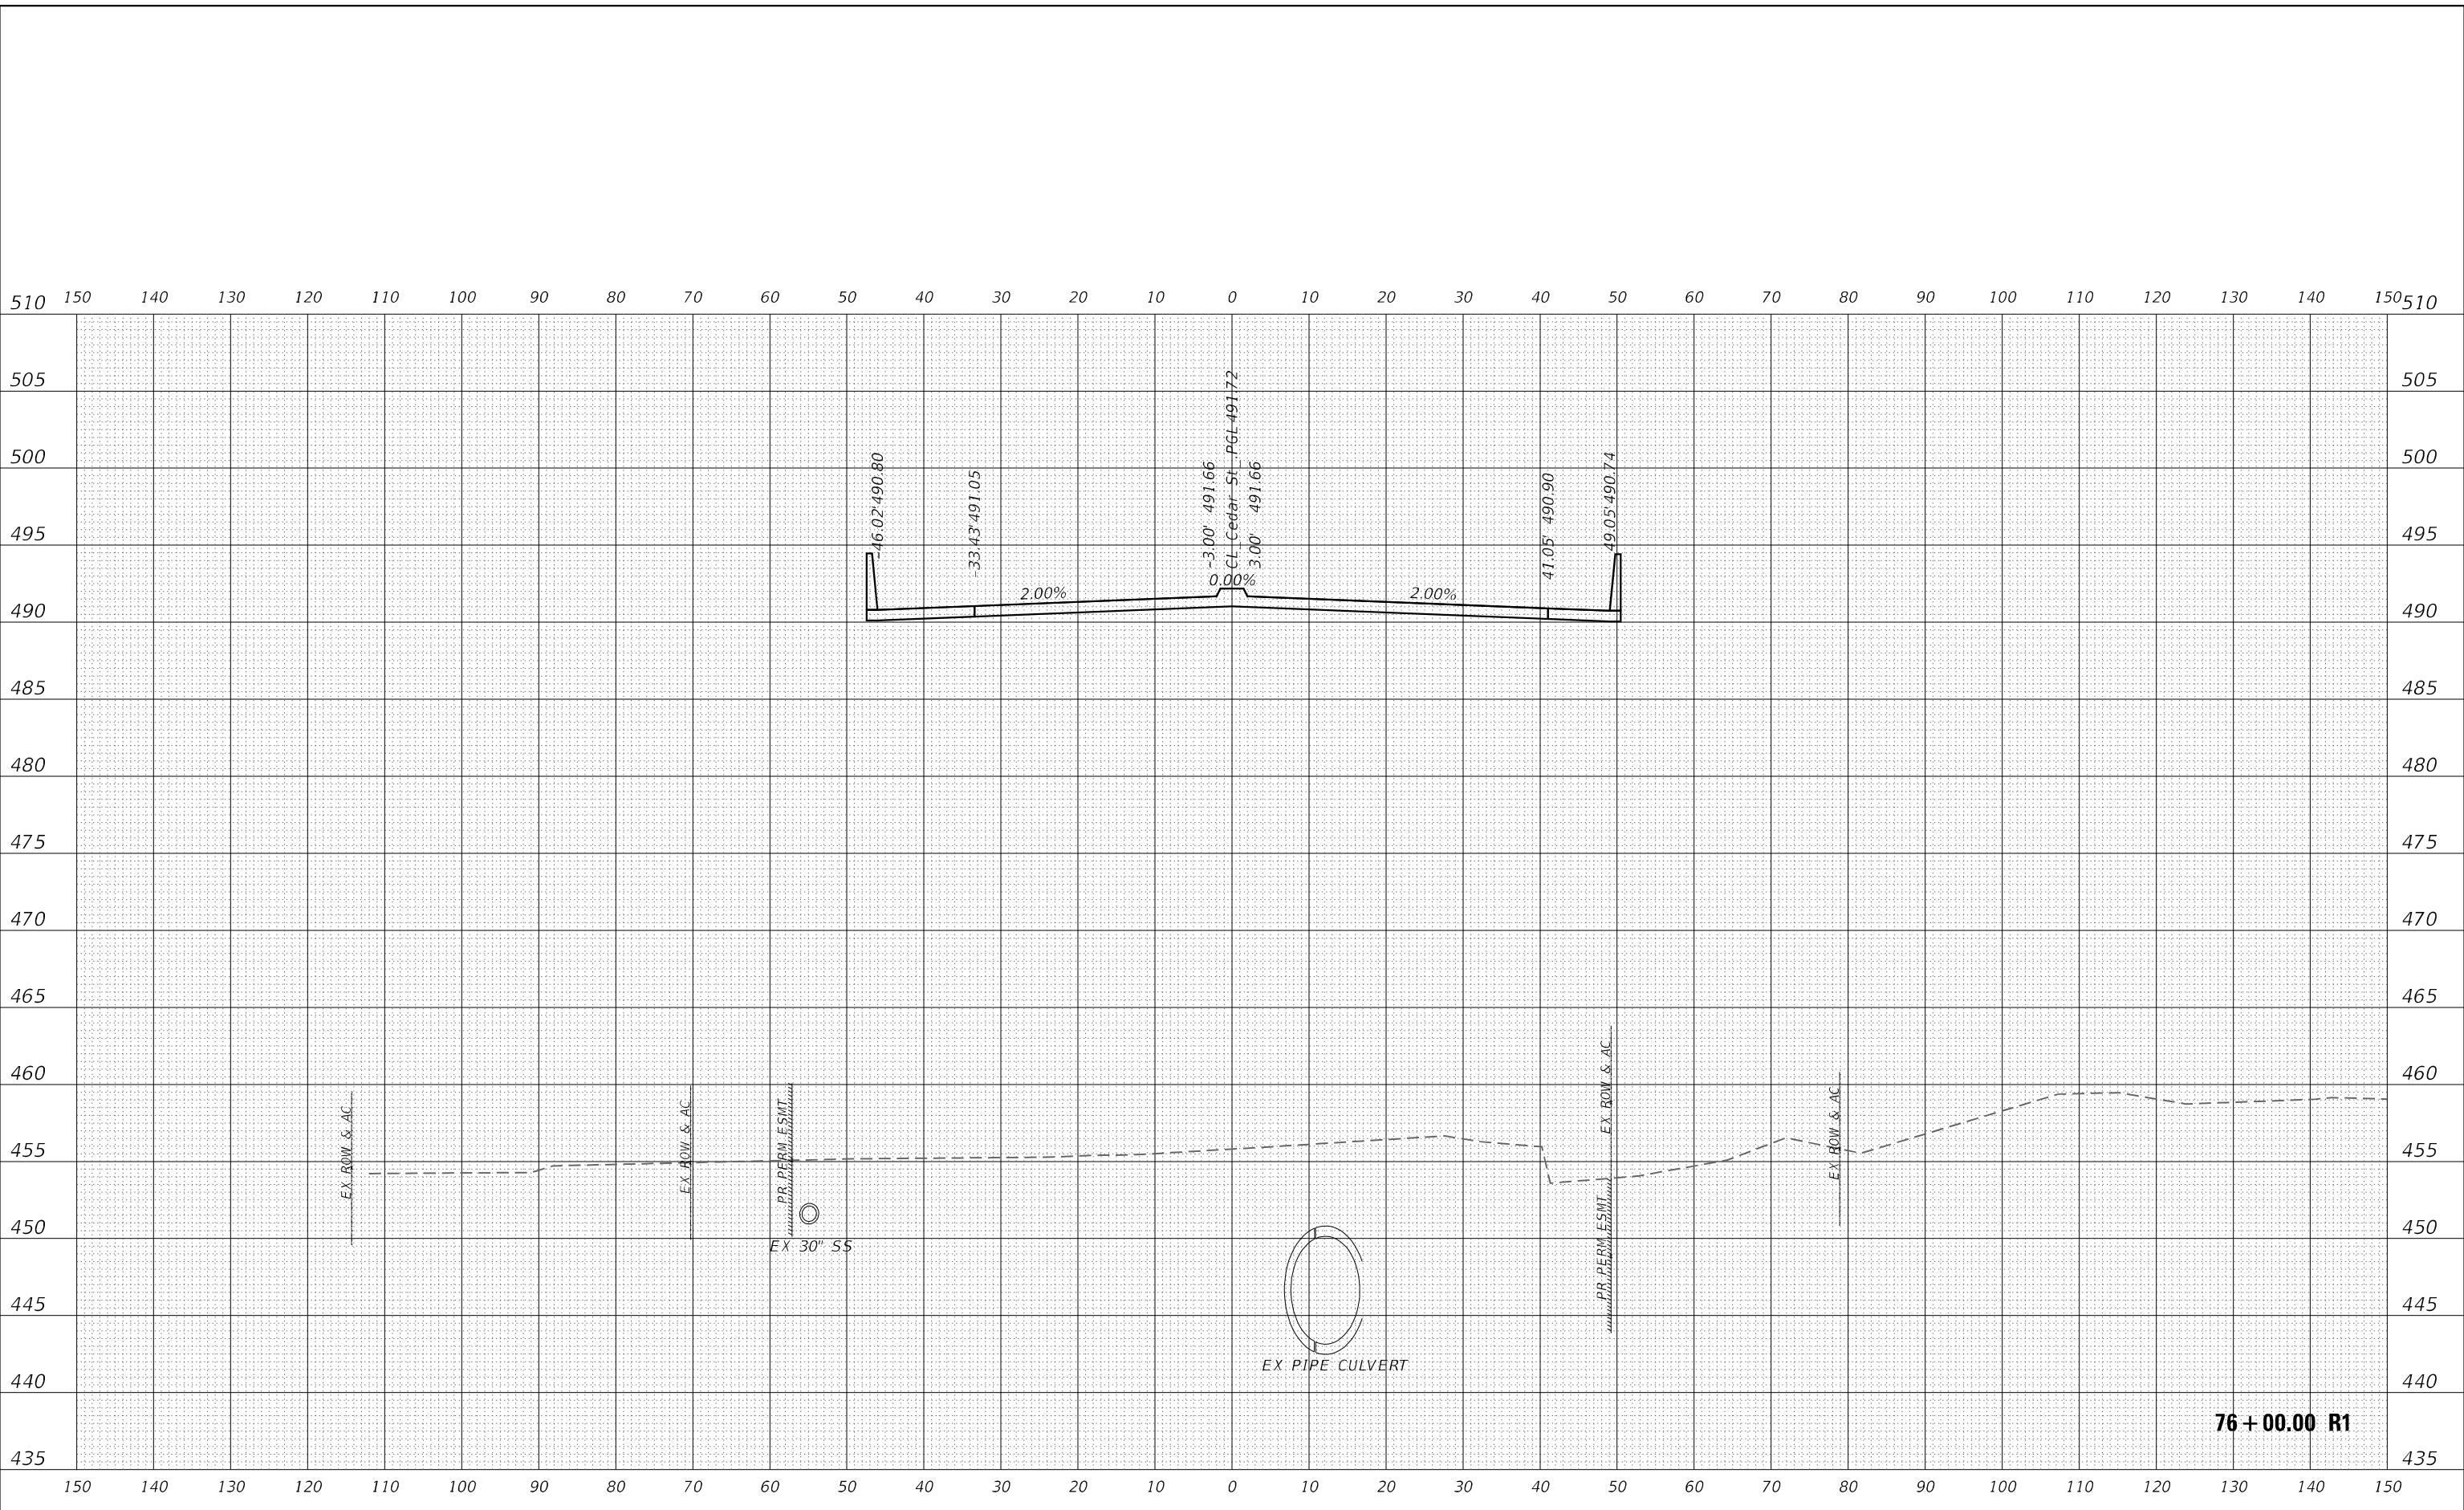 150 140 130 120 110 100 90 80 70 60 50 40 30 20 10 0 10 20 30 40 50 60 70 80 90 100 110 120 130 140 150
510 510
505 505
500 500
495 495
490 490
485 485
480 480
475 475
470 470
465 465
460 460
455 455
450 450
445 445
440 440
435 435
-46.02' 490.80
-33.43' 491.05
-3.00' 491.66
CL_Cedar St_.PGL 491.72
3.00' 491.66
41.05' 490.90
49.05' 490.74
2.00%
0.00%
2.00%
EX ROW & AC
EX ROW & AC
PR PERM ESMT
EX 30" SS
EX PIPE CULVERT
EX ROW & AC
PR PERM ESMT
EX ROW & AC
76+00.00 R1
150 140 130 120 110 100 90 80 70 60 50 40 30 20 10 0 10 20 30 40 50 60 70 80 90 100 110 120 130 140 150